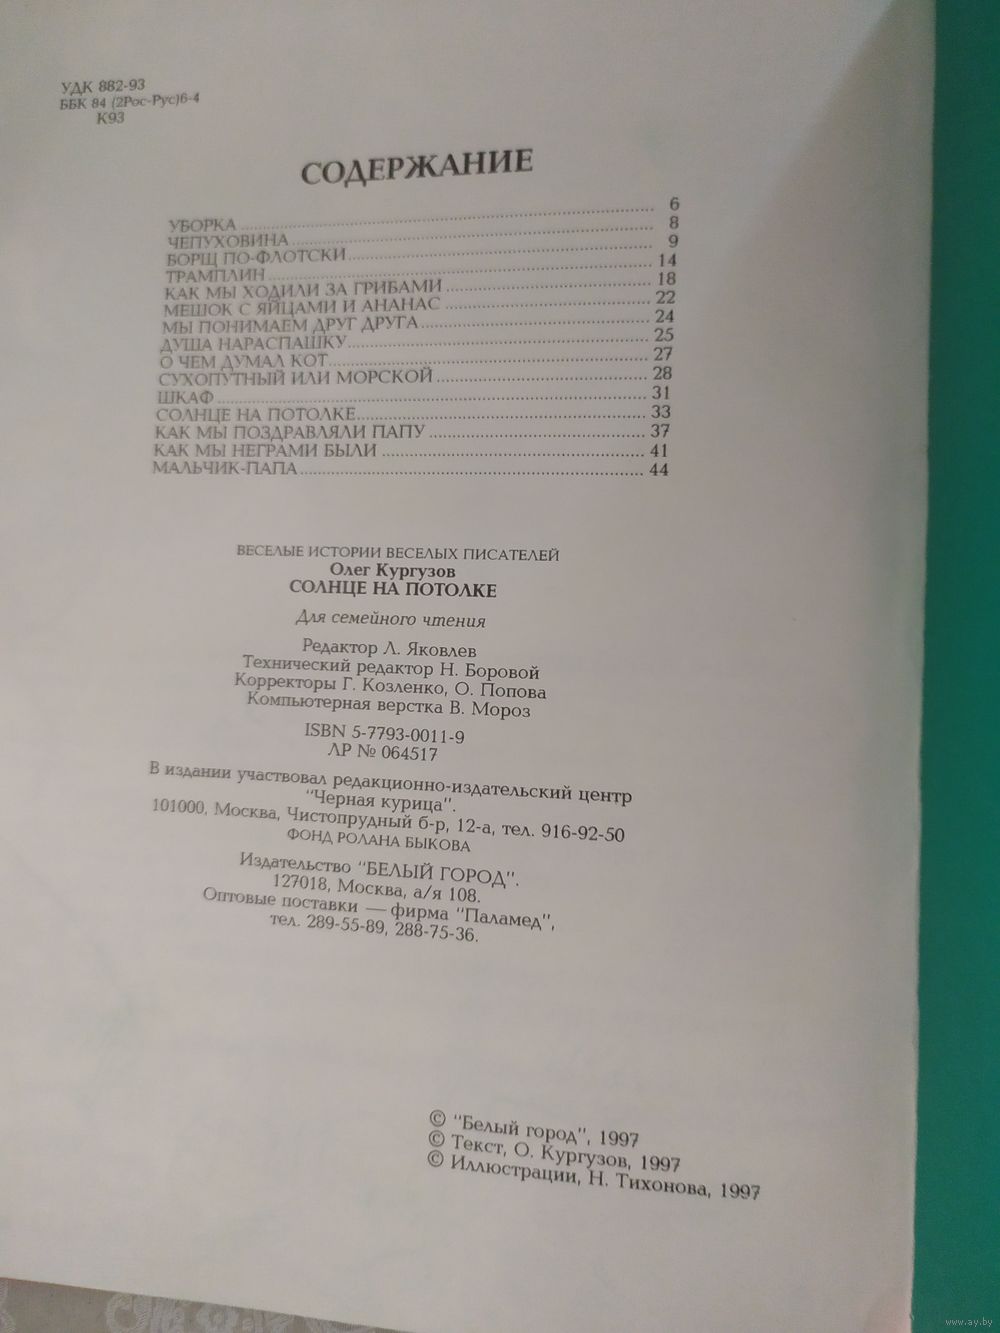 УДК 882-93
ББК 84 (2Рос-Рус)6-4
К93
СОДЕРЖАНИЕ
УБОРКА 6
ЧЕПУХОВИНА 8
БОРЩ ПО-ФЛОТСКИ 9
ТРАМПЛИН 14
КАК МЫ ХОДИЛИ ЗА ГРИБАМИ 18
МЕШОК С ЯЙЦАМИ И АНАНАС 22
МЫ ПОНИМАЕМ ДРУГ ДРУГА 24
ДУША НАРАСПАШКУ 25
О ЧЕМ ДУМАЛ КОТ 27
СУХОПУТНЫЙ ИЛИ МОРСКОЙ 28
ШКАФ 31
СОЛНЦЕ НА ПОТОЛКЕ 33
КАК МЫ ПОЗДРАВЛЯЛИ ПАПУ 37
КАК МЫ НЕГРАМИ БЫЛИ 41
МАЛЬЧИК-ПАПА 44
ВЕСЕЛЫЕ ИСТОРИИ ВЕСЕЛЫХ ПИСАТЕЛЕЙ
Олег Кургузов
СОЛНЦЕ НА ПОТОЛКЕ
Для семейного чтения
Редактор Л. Яковлев
Технический редактор Н. Боровой
Корректоры Г. Козленко, О. Попова
Компьютерная верстка В. Мороз
ISBN 5-7793-0011-9
ЛР № 064517
В издании участвовал редакционно-издательский центр
"Черная курица".
101000, Москва, Чистопрудный б-р, 12-а, тел. 916-92-50
ФОНД РОЛАНА БЫКОВА
Издательство "БЕЛЫЙ ГОРОД".
127018, Москва, а/я 108.
Оптовые поставки — фирма "Паламед",
тел. 289-55-89, 288-75-36.
© "Белый город", 1997
© Текст, О. Кургузов, 1997
© Иллюстрации, Н. Тихонова, 1997
www.ay.by